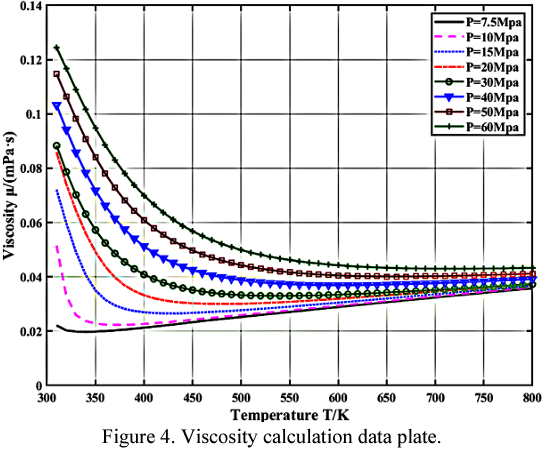 0.14
0.12
0.1
0.08
0.06
0.04
0.02
0
Viscosity μ/(mPa·s)
P=7.5Mpa
P=10Mpa
P=15Mpa
P=20Mpa
P=30Mpa
P=40Mpa
P=50Mpa
P=60Mpa
300 350 400 450 500 550 600 650 700 750 800
Temperature T/K
Figure 4. Viscosity calculation data plate.